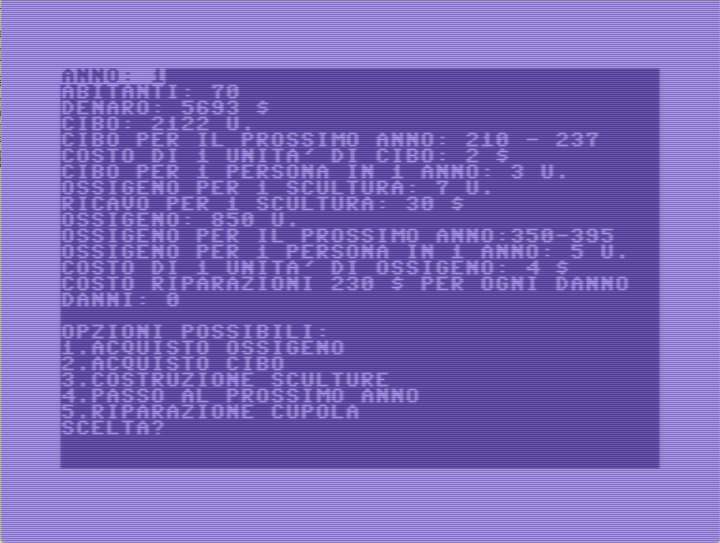 ANNO: 1
ABITANTI: 70
DENARO: 5693 $
CIBO: 2122 U.
CIBO PER IL PROSSIMO ANNO: 210 - 237
COSTO DI 1 UNITA' DI CIBO: 2 $
CIBO PER 1 PERSONA IN 1 ANNO: 3 U.
OSSIGENO PER 1 SCULTURA: 7 U.
RICAVO PER 1 SCULTURA: 30 $
OSSIGENO: 850 U.
OSSIGENO PER IL PROSSIMO ANNO:350-395
OSSIGENO PER 1 PERSONA IN 1 ANNO: 5 U.
COSTO DI 1 UNITA' DI OSSIGENO: 4 $
COSTO RIPARAZIONI 230 $ PER OGNI DANNO
DANNI: 0
OPZIONI POSSIBILI:
1.ACQUISTO OSSIGENO
2.ACQUISTO CIBO
3.COSTRUZIONE SCULTURE
4.PASSO AL PROSSIMO ANNO
5.RIPARAZIONE CUPOLA
SCELTA?